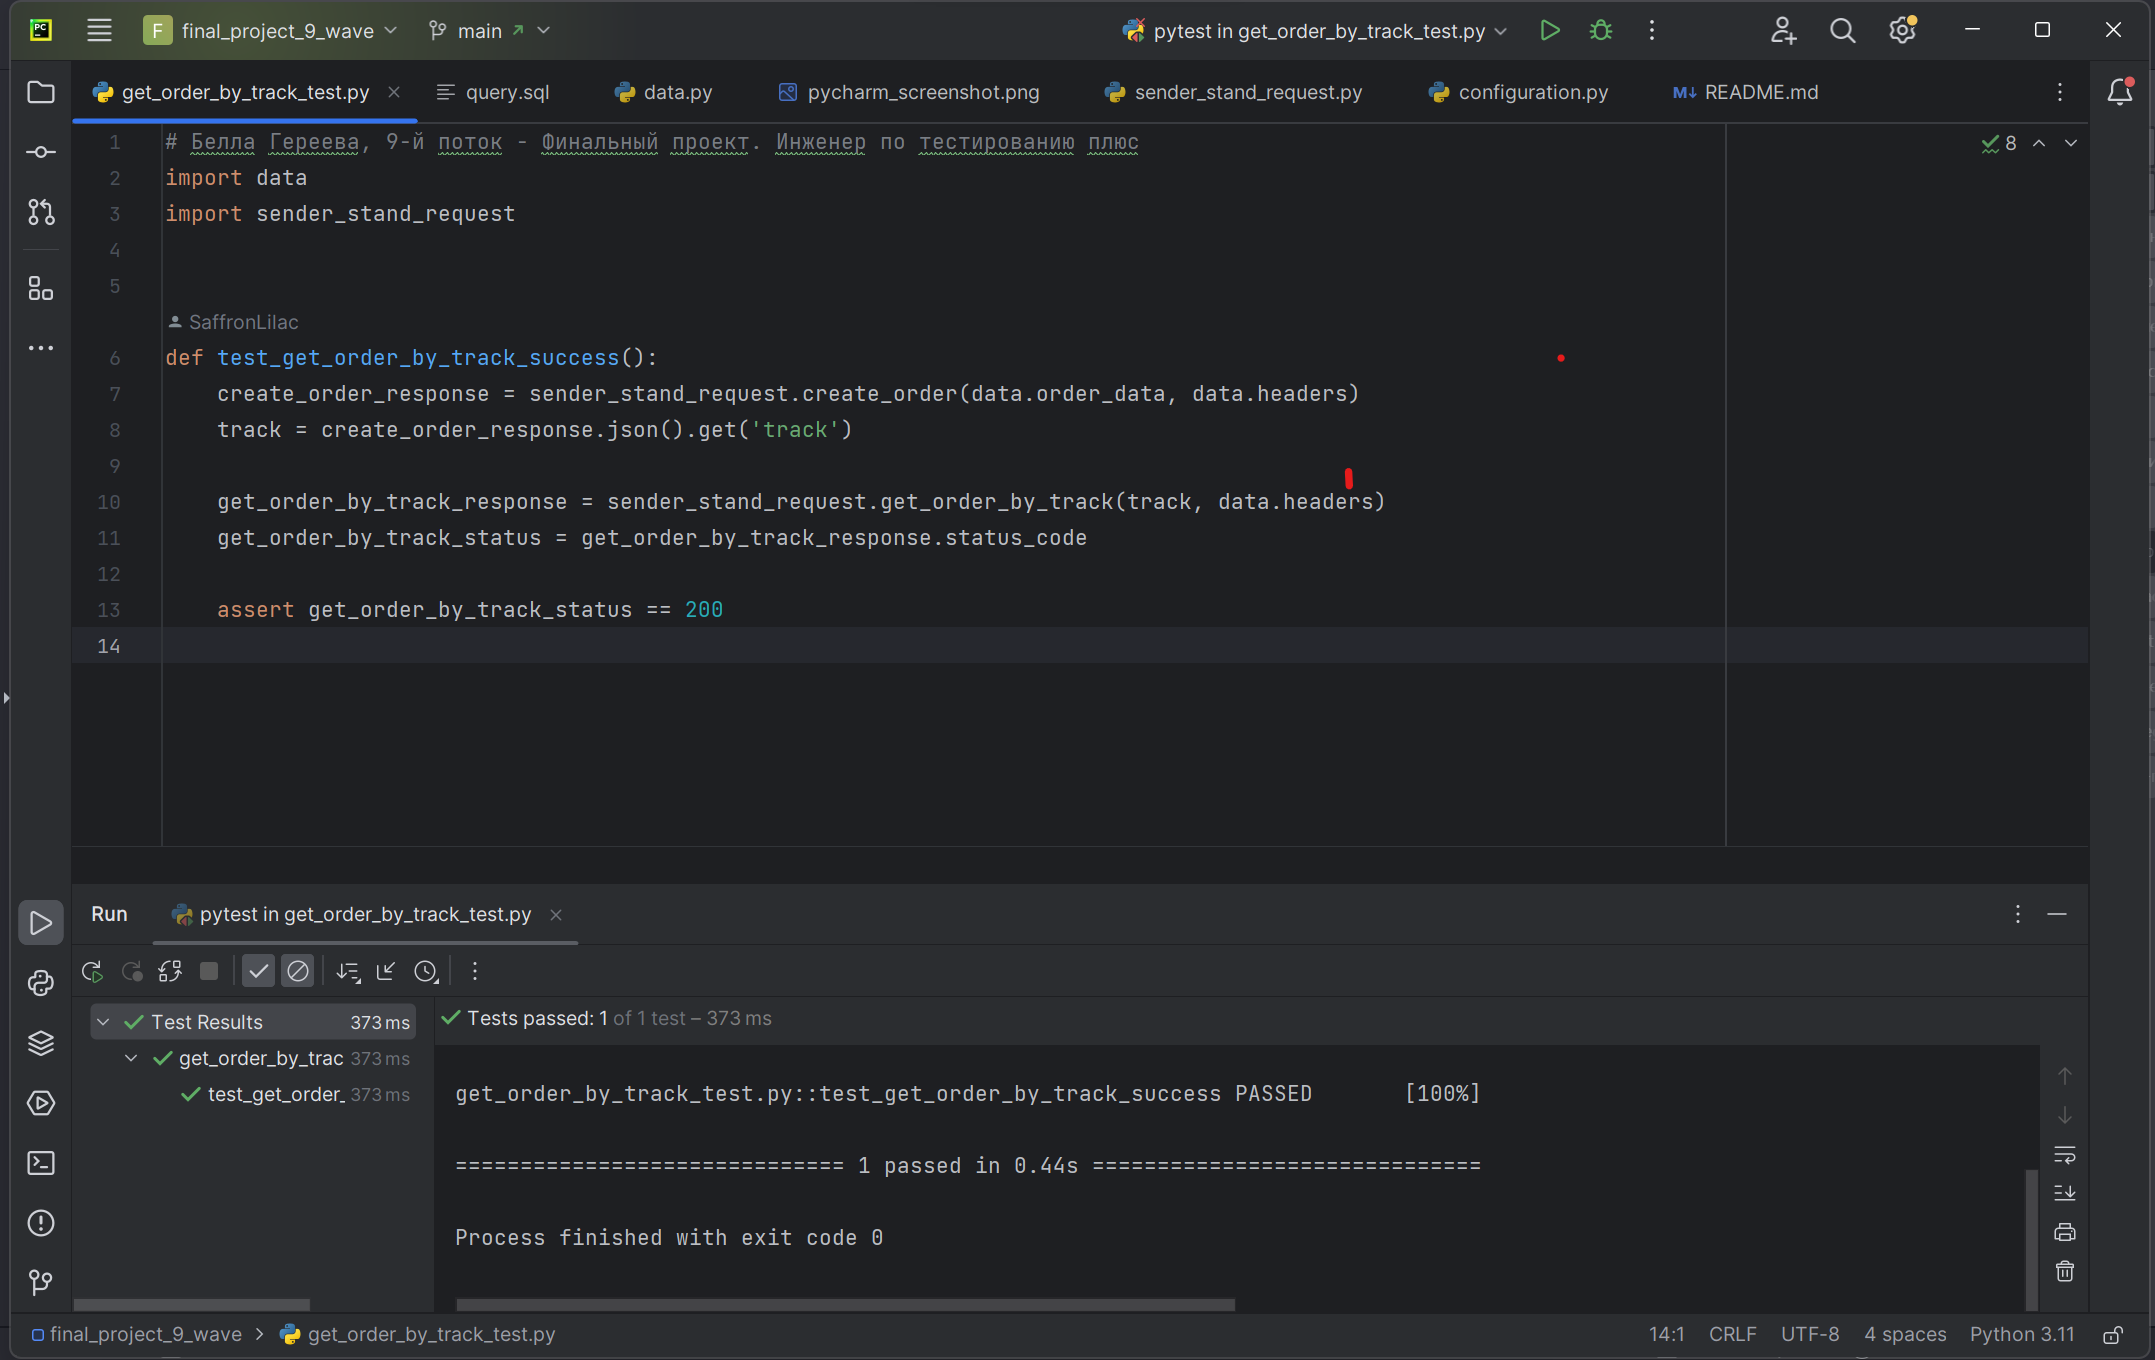 F final_project_9_wave main pytest in get_order_by_track_test.py
get_order_by_track_test.py query.sql data.py pycharm_screenshot.png sender_stand_request.py configuration.py README.md
1 # Белла Гереева, 9-й поток - Финальный проект. Инженер по тестированию плюс 8
2 import data
3 import sender_stand_request
4
5
SaffronLilac
6 def test_get_order_by_track_success():
7 create_order_response = sender_stand_request.create_order(data.order_data, data.headers)
8 track = create_order_response.json().get('track')
9
10 get_order_by_track_response = sender_stand_request.get_order_by_track(track, data.headers)
11 get_order_by_track_status = get_order_by_track_response.status_code
12
13 assert get_order_by_track_status == 200
14
Run pytest in get_order_by_track_test.py
Test Results 373 ms
get_order_by_trac 373 ms
test_get_order_ 373 ms
Tests passed: 1 of 1 test – 373 ms
get_order_by_track_test.py::test_get_order_by_track_success PASSED [100%]
============================== 1 passed in 0.44s ==============================
Process finished with exit code 0
final_project_9_wave > get_order_by_track_test.py 14:1 CRLF UTF-8 4 spaces Python 3.11